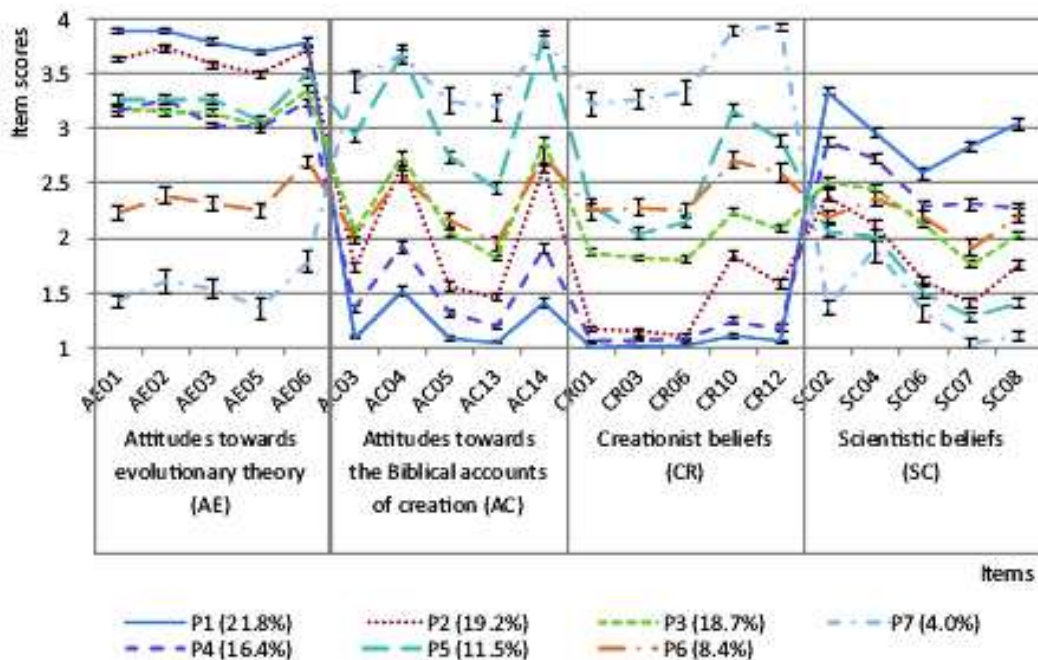 Item scores
4
3.5
3
2.5
2
1.5
1
AE01 AE02 AE03 AE05 AE06 AC03 AC04 AC05 AC13 AC14 CR01 CR03 CR06 CR10 CR12 SC02 SC04 SC06 SC07 SC08
Attitudes towards
evolutionary theory
(AE)
Attitudes towards
the Biblical accounts
of creation (AC)
Creationist beliefs
(CR)
Scientistic beliefs
(SC)
Items
P1 (21.8%) P2 (19.2%) P3 (18.7%) P7 (4.0%)
P4 (16.4%) P5 (11.5%) P6 (8.4%)